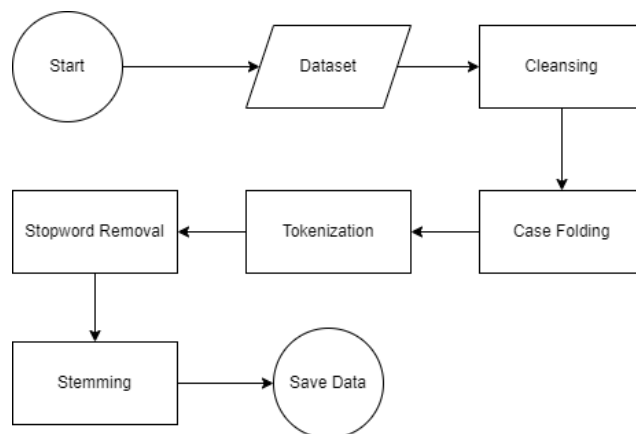 Start
Dataset
Cleansing
Case Folding
Tokenization
Stopword Removal
Stemming
Save Data